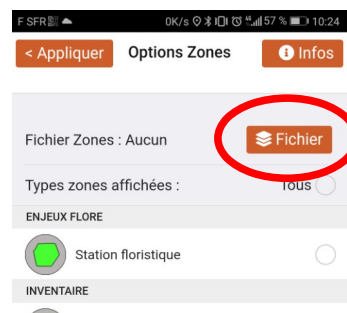 F SFR 0K/s 4G 57 % 10:24
< Appliquer Options Zones Infos
Fichier Zones : Aucun Fichier
Types zones affichées : Tous
ENJEUX FLORE
Station floristique
INVENTAIRE